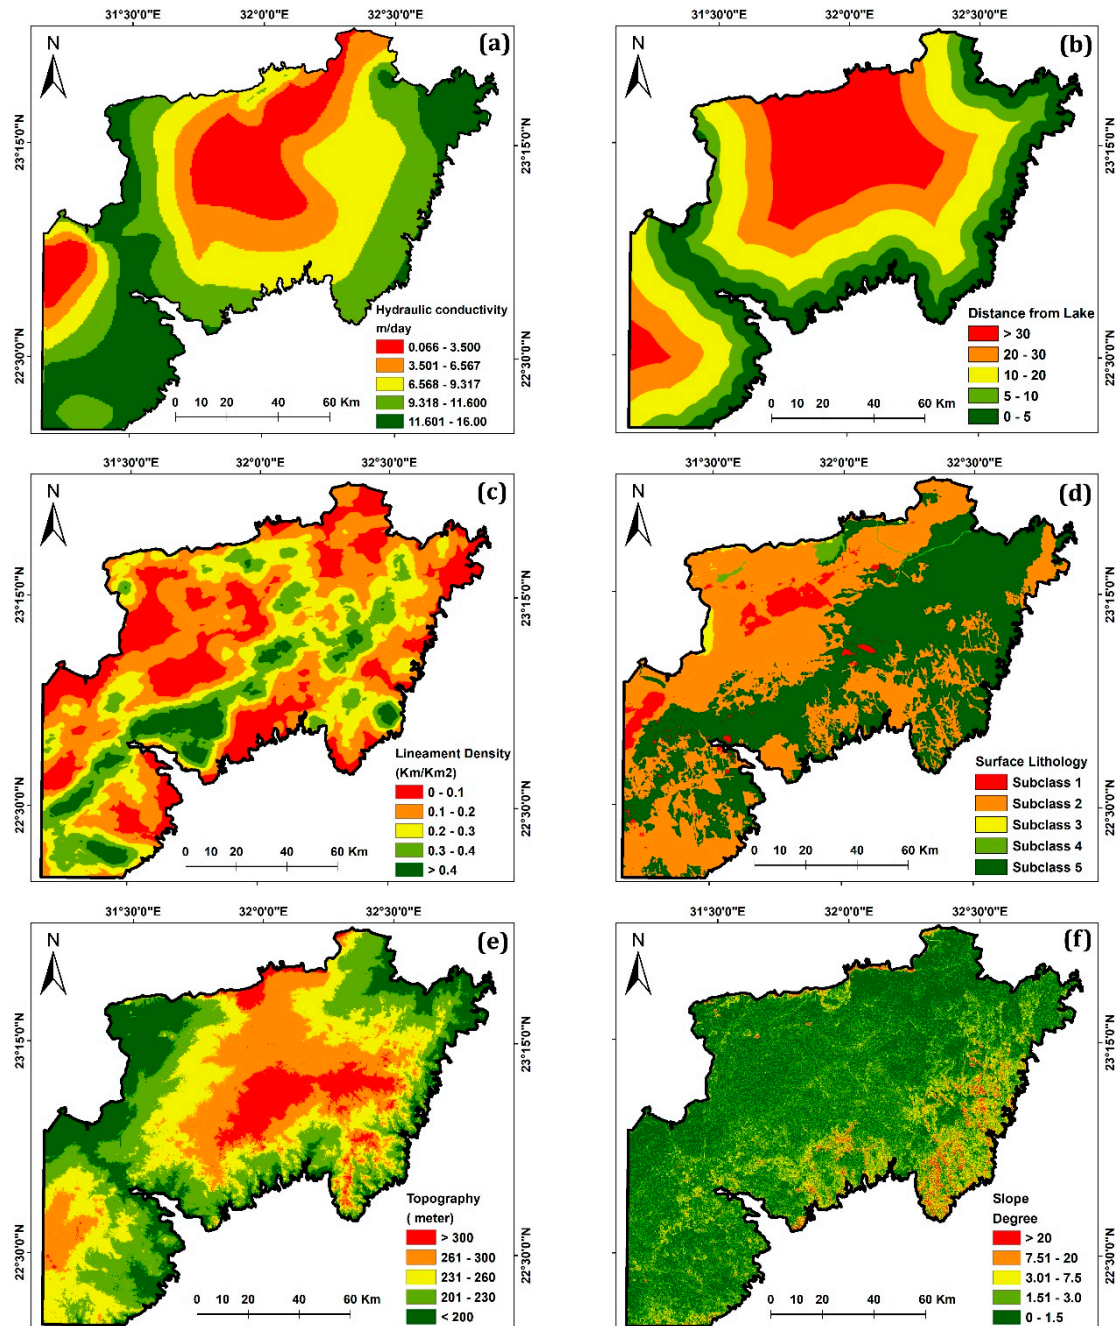 31°30'0"E 32°0'0"E 32°30'0"E
N
(a)
23°15'0"N
22°30'0"N
Hydraulic conductivity
m/day
0.066 - 3.500
3.501 - 6.567
6.568 - 9.317
9.318 - 11.600
11.601 - 16.00
0 10 20 40 60 Km
31°30'0"E 32°0'0"E 32°30'0"E
N
(b)
23°15'0"N
22°30'0"N
Distance from Lake
> 30
20 - 30
10 - 20
5 - 10
0 - 5
0 10 20 40 60 Km
31°30'0"E 32°0'0"E 32°30'0"E
N
(c)
23°15'0"N
22°30'0"N
Lineament Density
(Km/Km2)
0 - 0.1
0.1 - 0.2
0.2 - 0.3
0.3 - 0.4
> 0.4
0 10 20 40 60 Km
31°30'0"E 32°0'0"E 32°30'0"E
N
(d)
23°15'0"N
22°30'0"N
Surface Lithology
Subclass 1
Subclass 2
Subclass 3
Subclass 4
Subclass 5
0 10 20 40 60 Km
31°30'0"E 32°0'0"E 32°30'0"E
N
(e)
23°15'0"N
22°30'0"N
Topography
( meter)
> 300
261 - 300
231 - 260
201 - 230
< 200
0 10 20 40 60 Km
31°30'0"E 32°0'0"E 32°30'0"E
N
(f)
23°15'0"N
22°30'0"N
Slope
Degree
> 20
7.51 - 20
3.01 - 7.5
1.51 - 3.0
0 - 1.5
0 10 20 40 60 Km